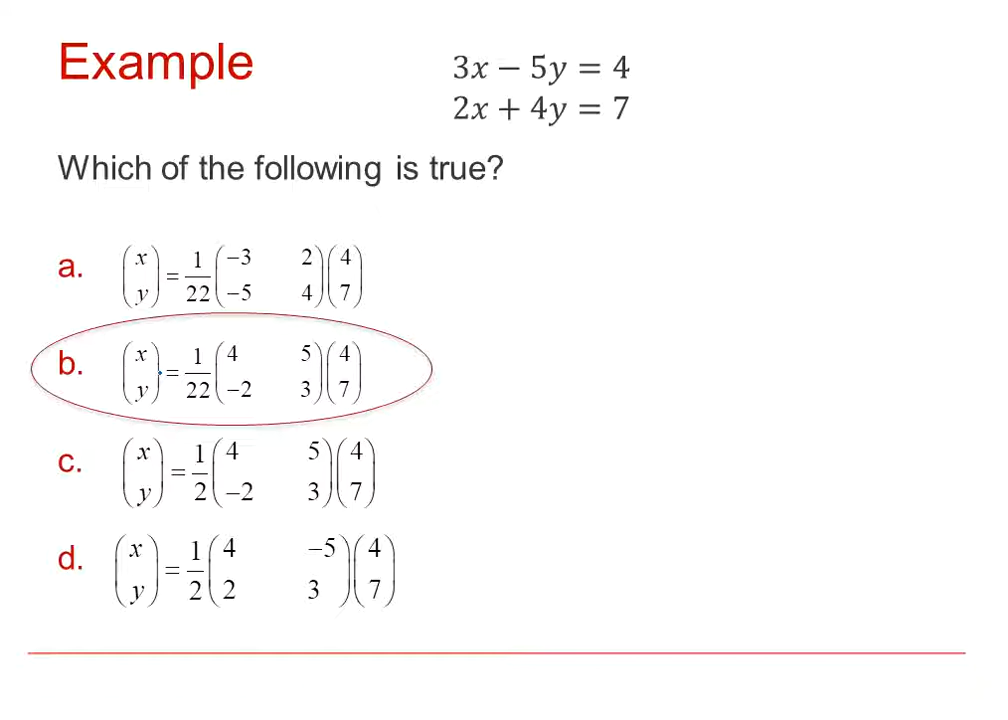 Example
3x − 5y = 4
2x + 4y = 7
Which of the following is true?
a. (x y) = 1/22 (−3 2 −5 4) (4 7)
b. (x y) = 1/22 (4 5 −2 3) (4 7)
c. (x y) = 1/2 (4 5 −2 3) (4 7)
d. (x y) = 1/2 (4 −5 2 3) (4 7)